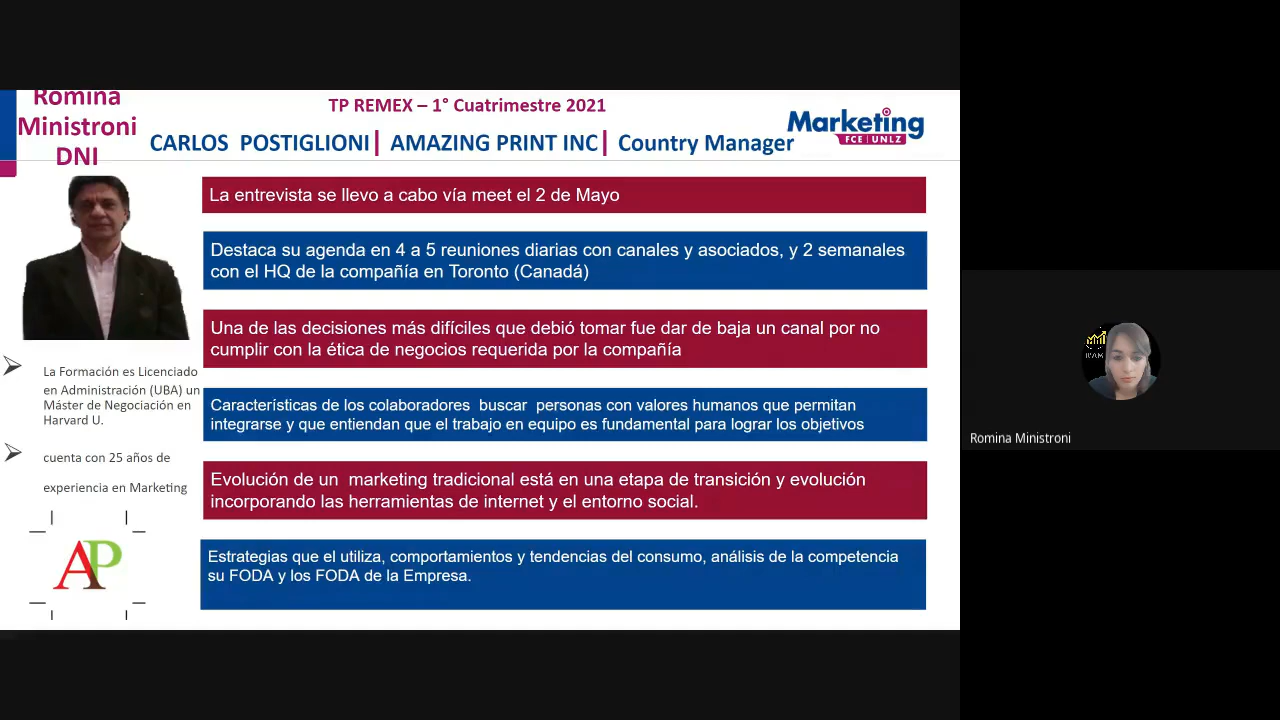 Romina
Ministroni
DNI
TP REMEX – 1° Cuatrimestre 2021
CARLOS POSTIGLIONI| AMAZING PRINT INC| Country Manager
Marketing
FCE | UNLZ
La entrevista se llevo a cabo vía meet el 2 de Mayo
Destaca su agenda en 4 a 5 reuniones diarias con canales y asociados, y 2 semanales
con el HQ de la compañía en Toronto (Canadá)
Una de las decisiones más difíciles que debió tomar fue dar de baja un canal por no
cumplir con la ética de negocios requerida por la compañía
La Formación es Licenciado
en Administración (UBA) un
Máster de Negociación en
Harvard U.
Características de los colaboradores buscar personas con valores humanos que permitan
integrarse y que entiendan que el trabajo en equipo es fundamental para lograr los objetivos
cuenta con 25 años de
experiencia en Marketing
Evolución de un marketing tradicional está en una etapa de transición y evolución
incorporando las herramientas de internet y el entorno social.
AP
Estrategias que el utiliza, comportamientos y tendencias del consumo, análisis de la competencia
su FODA y los FODA de la Empresa.
Romina Ministroni